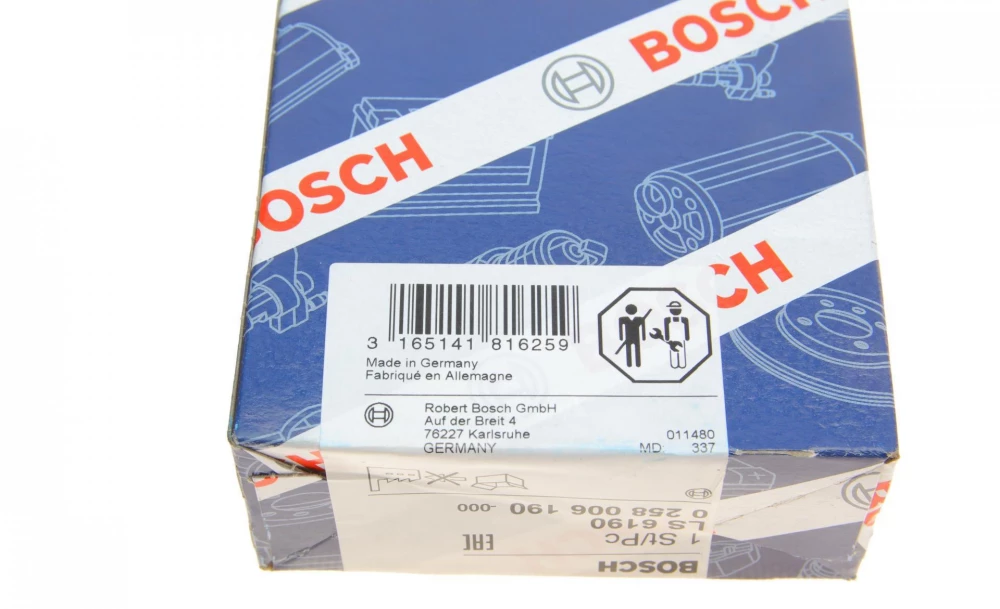 BOSCH
BOSCH
BOSCH
3 165141 816259
Made in Germany
Fabriqué en Allemagne
Robert Bosch GmbH
Auf der Breit 4
76227 Karlsruhe
GERMANY
011480
MD: 337
BOSCH
1 St/Pc
LS 6190
0 258 006 190 -000
EAC